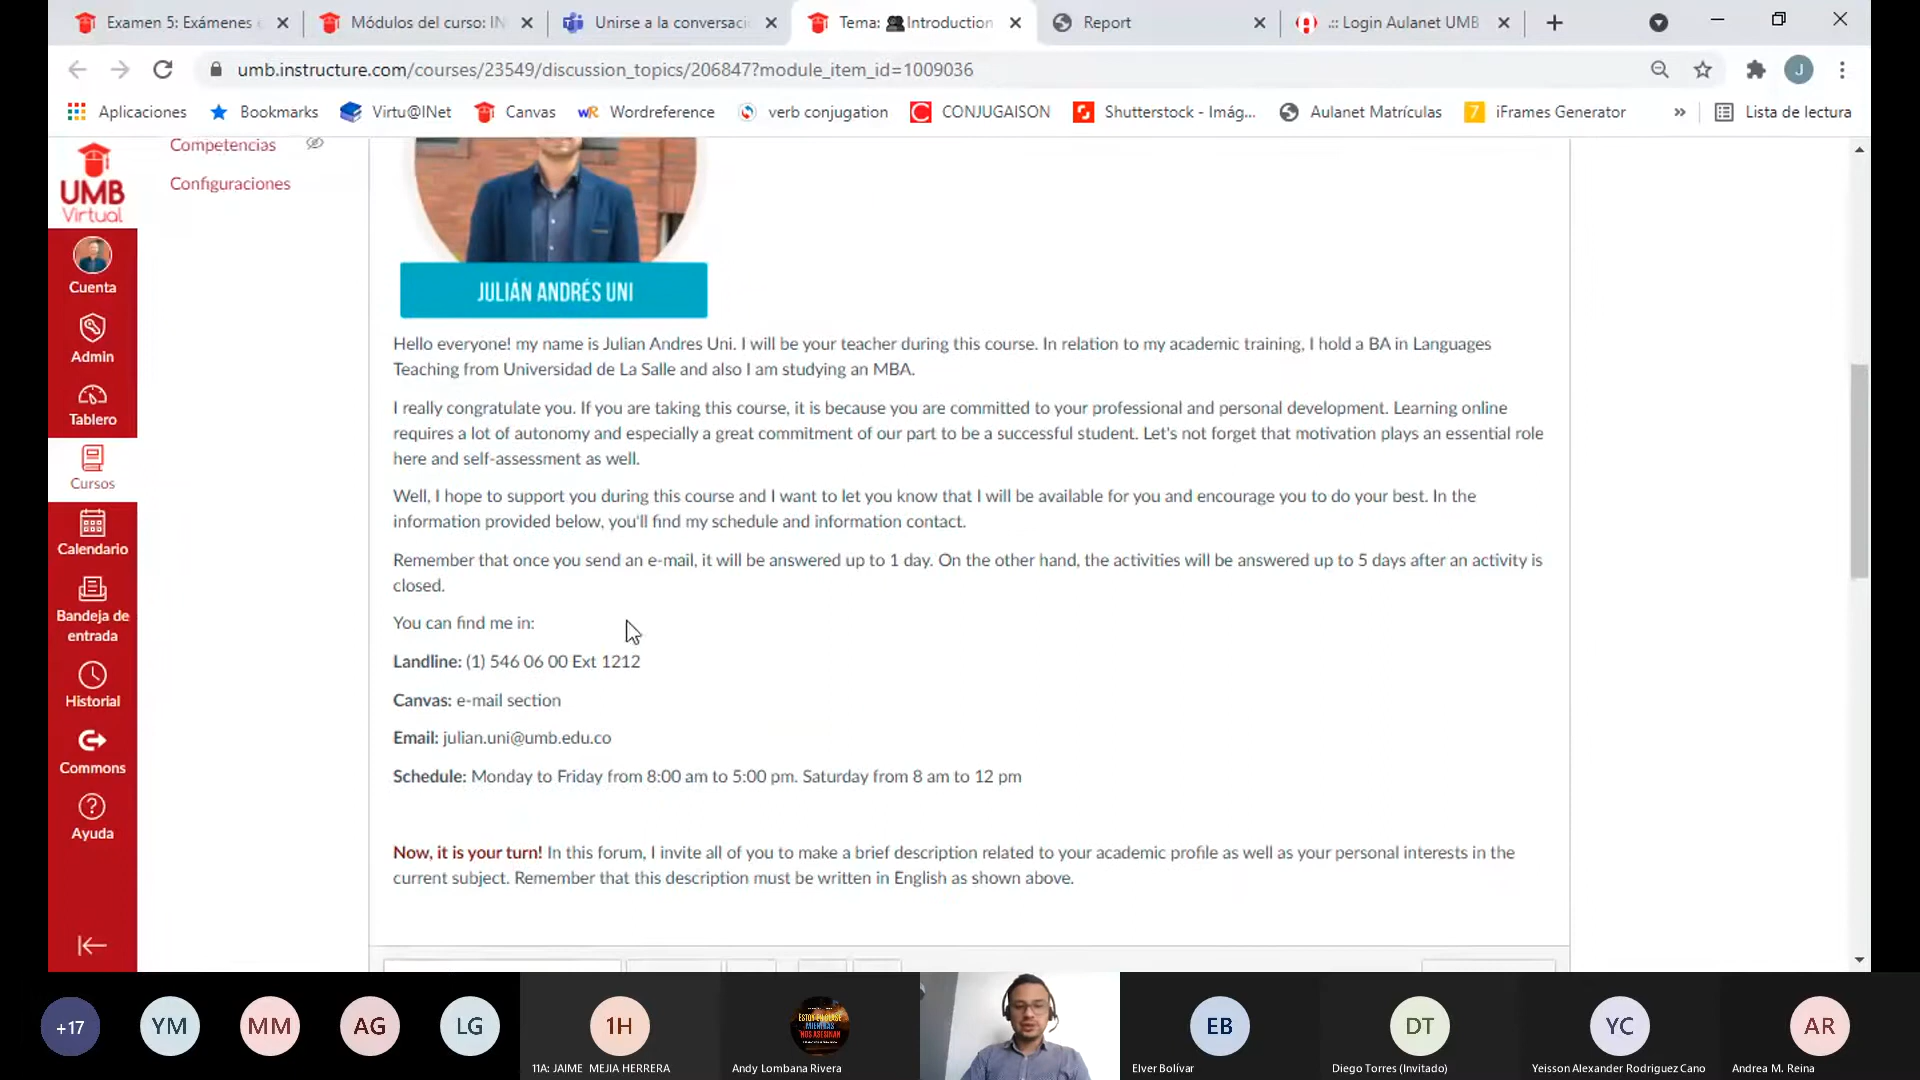 Examen 5: Exámenes
Módulos del curso: IN
Unirse a la conversaci
Tema: Introduction
Report
.:: Login Aulanet UMB
umb.instructure.com/courses/23549/discussion_topics/206847?module_item_id=1009036
J
Aplicaciones
Bookmarks
Virtu@INet
Canvas
WR Wordreference
verb conjugation
C CONJUGAISON
Shutterstock - Imág...
Aulanet Matrículas
7 iFrames Generator
»
Lista de lectura
UMB
Virtual
Cuenta
Admin
Tablero
Cursos
Calendario
Bandeja de
entrada
Historial
Commons
Ayuda
Competencias
Configuraciones
JULIÁN ANDRÉS UNI
Hello everyone! my name is Julian Andres Uni. I will be your teacher during this course. In relation to my academic training, I hold a BA in Languages
Teaching from Universidad de La Salle and also I am studying an MBA.
I really congratulate you. If you are taking this course, it is because you are committed to your professional and personal development. Learning online
requires a lot of autonomy and especially a great commitment of our part to be a successful student. Let's not forget that motivation plays an essential role
here and self-assessment as well.
Well, I hope to support you during this course and I want to let you know that I will be available for you and encourage you to do your best. In the
information provided below, you'll find my schedule and information contact.
Remember that once you send an e-mail, it will be answered up to 1 day. On the other hand, the activities will be answered up to 5 days after an activity is
closed.
You can find me in:
Landline: (1) 546 06 00 Ext 1212
Canvas: e-mail section
Email: julian.uni@umb.edu.co
Schedule: Monday to Friday from 8:00 am to 5:00 pm. Saturday from 8 am to 12 pm
Now, it is your turn! In this forum, I invite all of you to make a brief description related to your academic profile as well as your personal interests in the
current subject. Remember that this description must be written in English as shown above.
+17
YM
MM
AG
LG
1H
11A: JAIME MEJIA HERRERA
ESTOY EN CLASE
MIENTRAS
NOS ASESINAN
Andy Lombana Rivera
EB
Elver Bolívar
DT
Diego Torres (Invitado)
YC
Yeisson Alexander Rodriguez Cano
AR
Andrea M. Reina